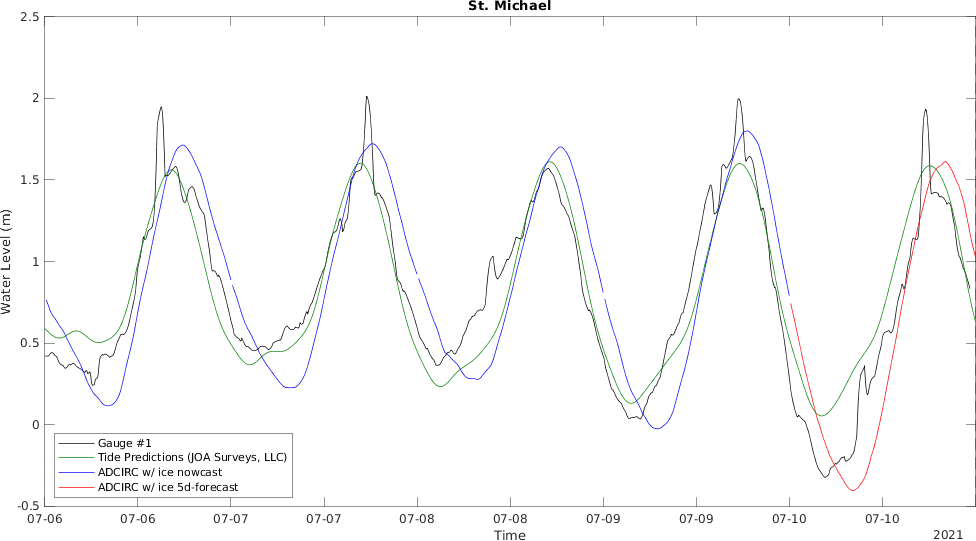 St. Michael
2.5
2
1.5
1
0.5
0
-0.5
Water Level (m)
Gauge #1
Tide Predictions (JOA Surveys, LLC)
ADCIRC w/ ice nowcast
ADCIRC w/ ice 5d-forecast
07-06 07-06 07-07 07-07 07-08 07-08 07-09 07-09 07-10 07-10
Time
2021